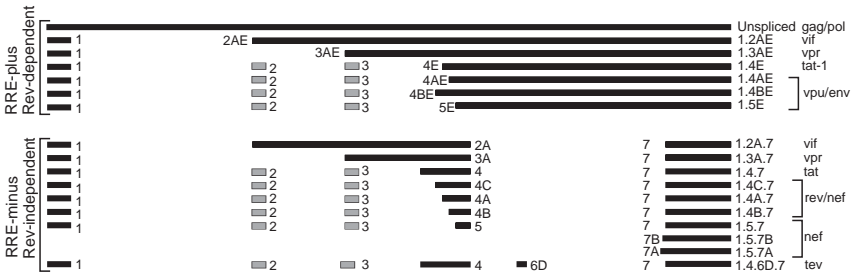 RRE-plus
Rev-dependent
Unspliced gag/pol
1 2AE 1.2AE vif
1 3AE 1.3AE vpr
1 2 3 4E 1.4E tat-1
1 2 3 4AE 1.4AE
1 2 3 4BE 1.4BE vpu/env
1 2 3 5E 1.5E
RRE-minus
Rev-independent
1 2A 7 1.2A.7 vif
1 3A 7 1.3A.7 vpr
1 2 3 4 7 1.4.7 tat
1 2 3 4C 7 1.4C.7
1 2 3 4A 7 1.4A.7 rev/nef
1 2 3 4B 7 1.4B.7
1 2 3 5 7 1.5.7
7B 1.5.7B nef
7A 1.5.7A
1 2 3 4 6D 7 1.4.6D.7 tev